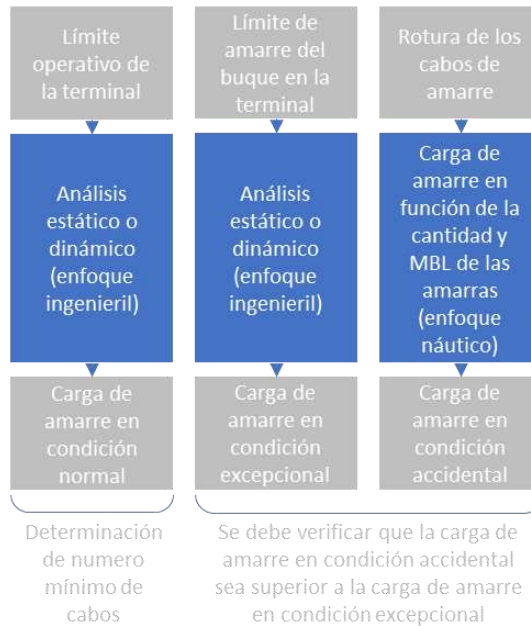 Límite
operativo de
la terminal
Análisis
estático o
dinámico
(enfoque
ingenieril)
Carga de
amarre en
condición
normal
Determinación
de numero
mínimo de
cabos
Límite de
amarre del
buque en la
terminal
Análisis
estático o
dinámico
(enfoque
ingenieril)
Carga de
amarre en
condición
excepcional
Rotura de los
cabos de
amarre
Carga de
amarre en
función de la
cantidad y
MBL de las
amarras
(enfoque
náutico)
Carga de
amarre en
condición
accidental
Se debe verificar que la carga de
amarre en condición accidental
sea superior a la carga de amarre
en condición excepcional